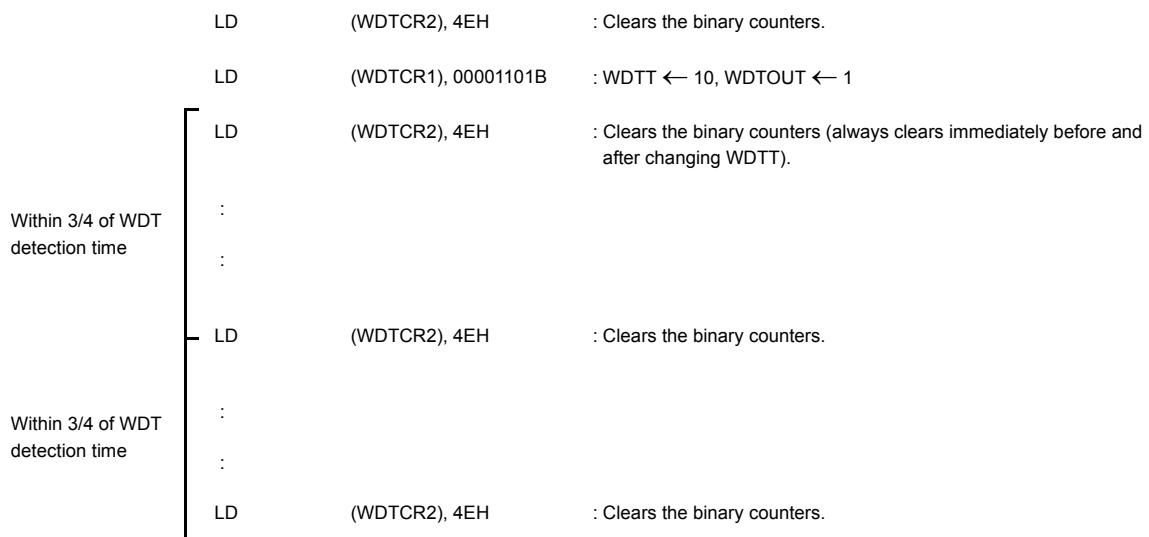 LD (WDTCR2), 4EH : Clears the binary counters.
LD (WDTCR1), 00001101B : WDTT ← 10, WDTOUT ← 1
LD (WDTCR2), 4EH : Clears the binary counters (always clears immediately before and
after changing WDTT).
Within 3/4 of WDT :
detection time
:
LD (WDTCR2), 4EH : Clears the binary counters.
Within 3/4 of WDT :
detection time
:
LD (WDTCR2), 4EH : Clears the binary counters.